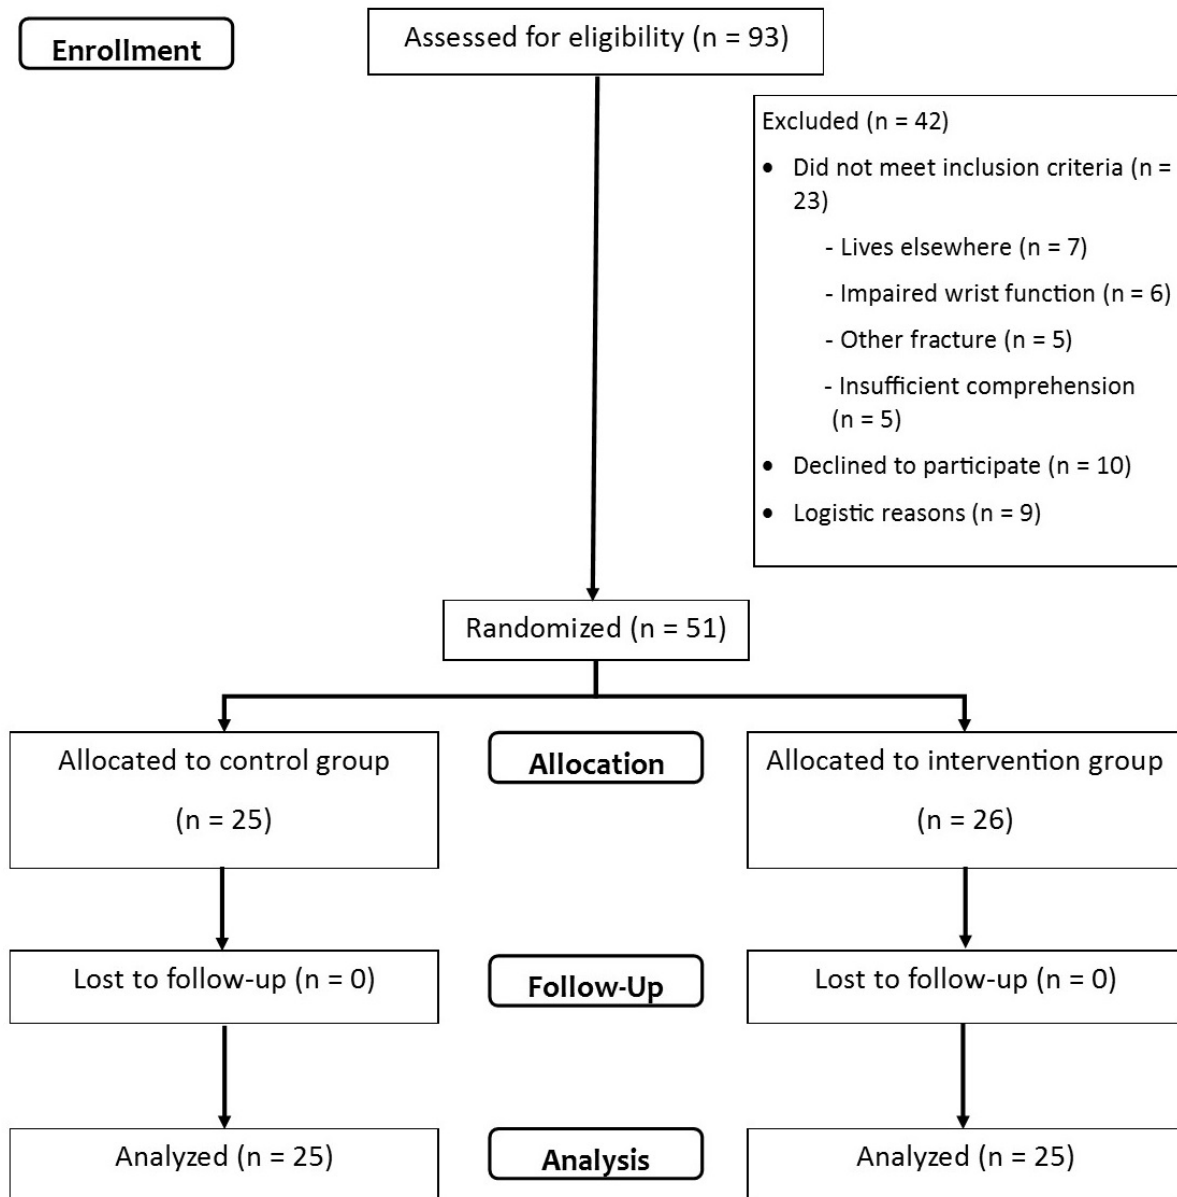 Enrollment
Assessed for eligibility (n = 93)
Excluded (n = 42)
• Did not meet inclusion criteria (n =
23)
- Lives elsewhere (n = 7)
- Impaired wrist function (n = 6)
- Other fracture (n = 5)
- Insufficient comprehension
(n = 5)
• Declined to participate (n = 10)
• Logistic reasons (n = 9)
Randomized (n = 51)
Allocated to control group
(n = 25)
Allocation
Allocated to intervention group
(n = 26)
Lost to follow-up (n = 0)
Follow-Up
Lost to follow-up (n = 0)
Analyzed (n = 25)
Analysis
Analyzed (n = 25)